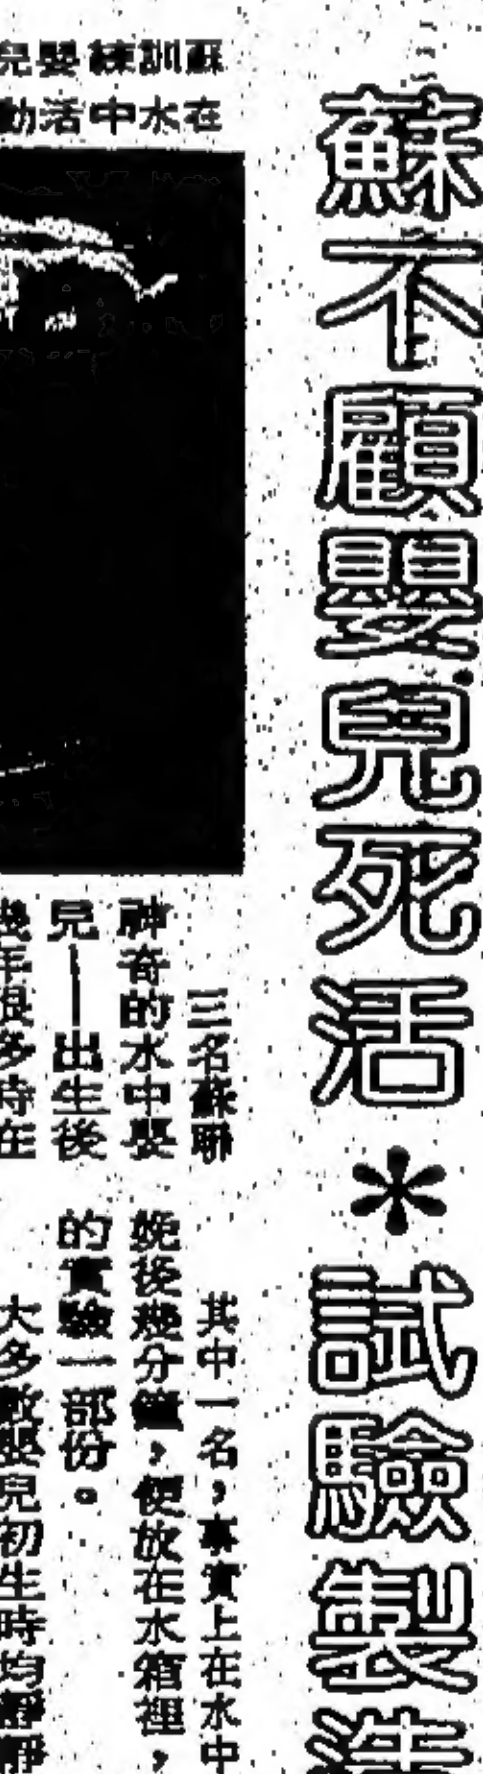 蘇不顧嬰兒死活*試驗製造
蘇訓練嬰兒
在水中活動
三名蘇聯
神奇的水中嬰
兒——出生後
幾年很多時在
其中一名，事實上在水中
娩後幾分鐘，便放在水箱裡，
的實驗一部份。
大多數嬰兒初生時均靜靜